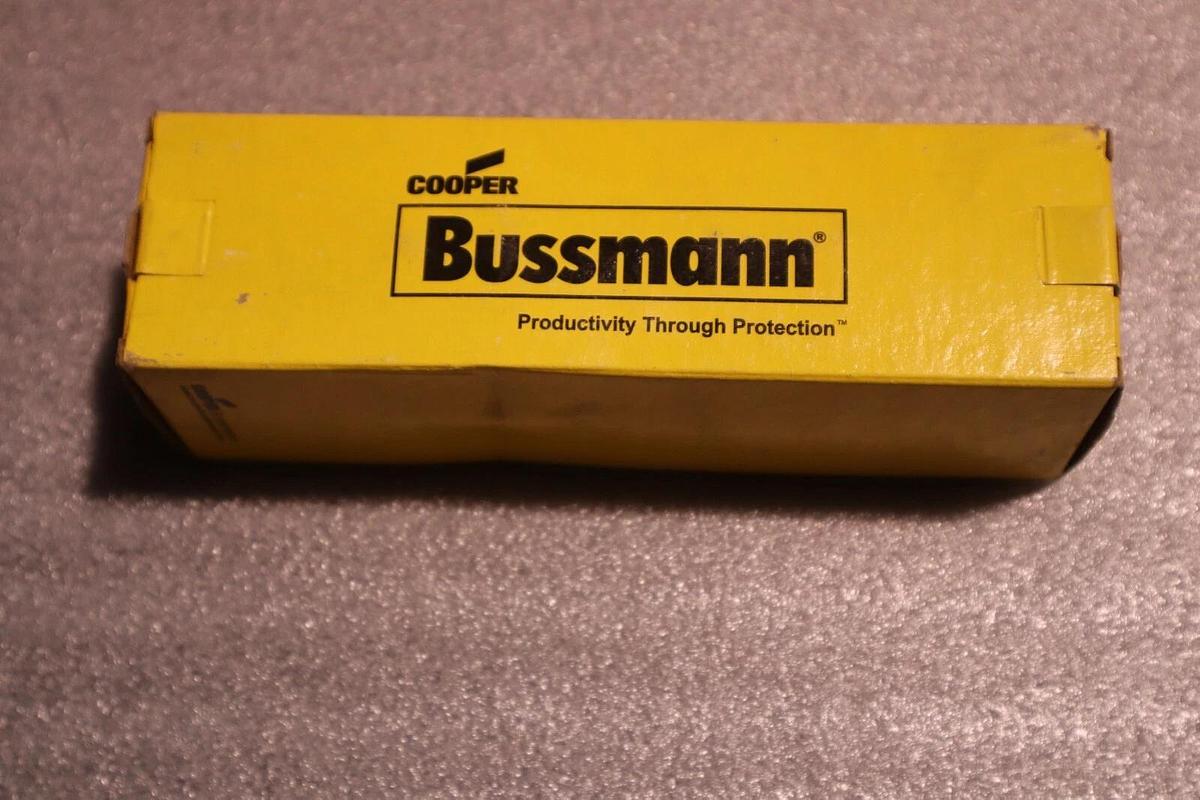 COOPER
Bussmann®
Productivity Through Protection™